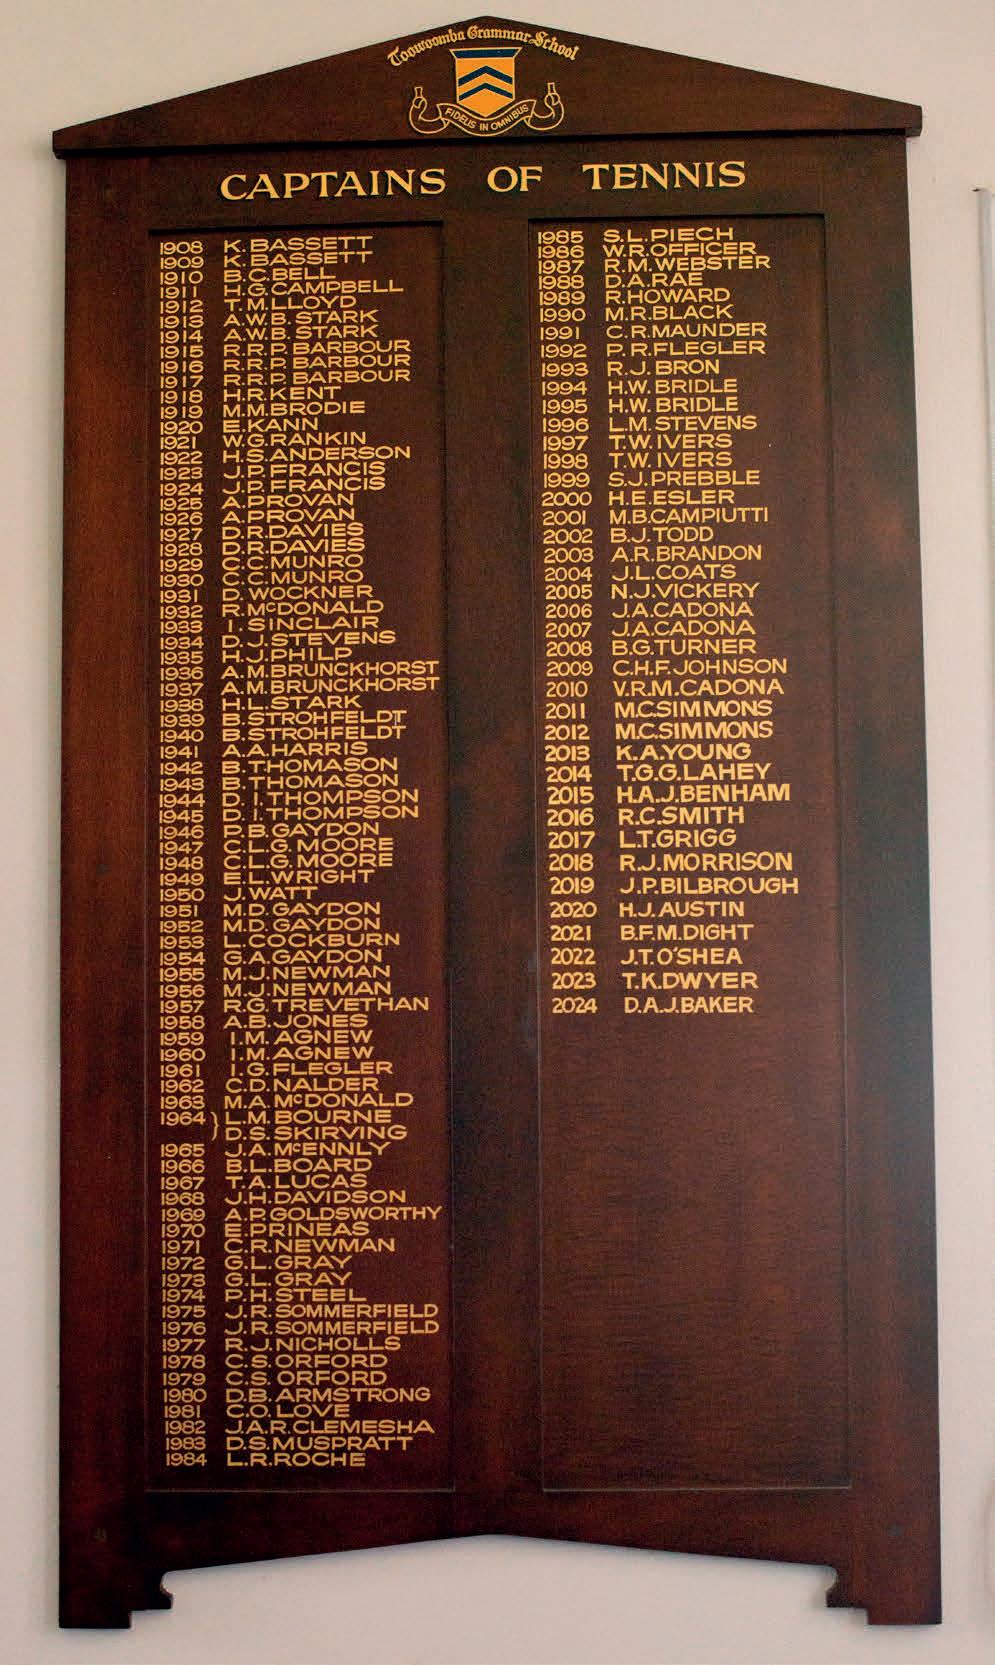 Toowoomba Grammar School
FIDELIS IN OMNIBUS
CAPTAINS OF TENNIS
1908 K. BASSETT
1909 K. BASSETT
1910 B.C. BELL
1911 H.G. CAMPBELL
1912 T.M. LLOYD
1913 A.W.B. STARK
1914 A.W.B. STARK
1915 R.R.P. BARBOUR
1916 R.R.P. BARBOUR
1917 R.R.P. BARBOUR
1918 H.R. KENT
1919 M.M. BRODIE
1920 E. KANN
1921 W.G. RANKIN
1922 H.S. ANDERSON
1923 J.P. FRANCIS
1924 J.P. FRANCIS
1925 A. PROVAN
1926 A. PROVAN
1927 D.R. DAVIES
1928 D.R. DAVIES
1929 C.C. MUNRO
1930 C.C. MUNRO
1931 D. WOCKNER
1932 R. McDONALD
1933 I. SINCLAIR
1934 D.J. STEVENS
1935 H.J. PHILP
1936 A.M. BRUNCKHORST
1937 A.M. BRUNCKHORST
1938 H.L. STARK
1939 B. STROHFELDT
1940 B. STROHFELDT
1941 A.A. HARRIS
1942 B. THOMASON
1943 B. THOMASON
1944 D.I. THOMPSON
1945 D.I. THOMPSON
1946 P.B. GAYDON
1947 C.L.G. MOORE
1948 C.L.G. MOORE
1949 E.L. WRIGHT
1950 J. WATT
1951 M.D. GAYDON
1952 M.D. GAYDON
1953 L. COCKBURN
1954 G.A. GAYDON
1955 M.J. NEWMAN
1956 M.J. NEWMAN
1957 R.G. TREVETHAN
1958 A.B. JONES
1959 I.M. AGNEW
1960 I.M. AGNEW
1961 I.G. FLEGLER
1962 C.D. NALDER
1963 M.A. McDONALD
1964 } L.M. BOURNE
D.S. SKIRVING
1965 J.A. McENNLY
1966 B.L. BOARD
1967 T.A. LUCAS
1968 J.H. DAVIDSON
1969 A.P. GOLDSWORTHY
1970 E. PRINEAS
1971 C.R. NEWMAN
1972 G.L. GRAY
1973 G.L. GRAY
1974 P.H. STEEL
1975 J.R. SOMMERFIELD
1976 J.R. SOMMERFIELD
1977 R.J. NICHOLLS
1978 C.S. ORFORD
1979 C.S. ORFORD
1980 D.B. ARMSTRONG
1981 C.O. LOVE
1982 J.A.R. CLEMESHA
1983 D.S. MUSPRATT
1984 L.R. ROCHE
1985 S.L. PIECH
1986 W.R. OFFICER
1987 R.M. WEBSTER
1988 D.A. RAE
1989 R. HOWARD
1990 M.R. BLACK
1991 C.R. MAUNDER
1992 P.R. FLEGLER
1993 R.J. BRON
1994 H.W. BRIDLE
1995 H.W. BRIDLE
1996 L.M. STEVENS
1997 T.W. IVERS
1998 T.W. IVERS
1999 S.J. PREBBLE
2000 H.E. ESLER
2001 M.B. CAMPIUTTI
2002 B.J. TODD
2003 A.R. BRANDON
2004 J.L. COATS
2005 N.J. VICKERY
2006 J.A. CADONA
2007 J.A. CADONA
2008 B.G. TURNER
2009 C.H.F. JOHNSON
2010 V.R.M. CADONA
2011 M.C. SIMMONS
2012 M.C. SIMMONS
2013 K.A. YOUNG
2014 T.G.G. LAHEY
2015 H.A.J. BENHAM
2016 R.C. SMITH
2017 L.T. GRIGG
2018 R.J. MORRISON
2019 J.P. BILBROUGH
2020 H.J. AUSTIN
2021 B.F.M. DIGHT
2022 J.T. O'SHEA
2023 T.K. DWYER
2024 D.A.J. BAKER